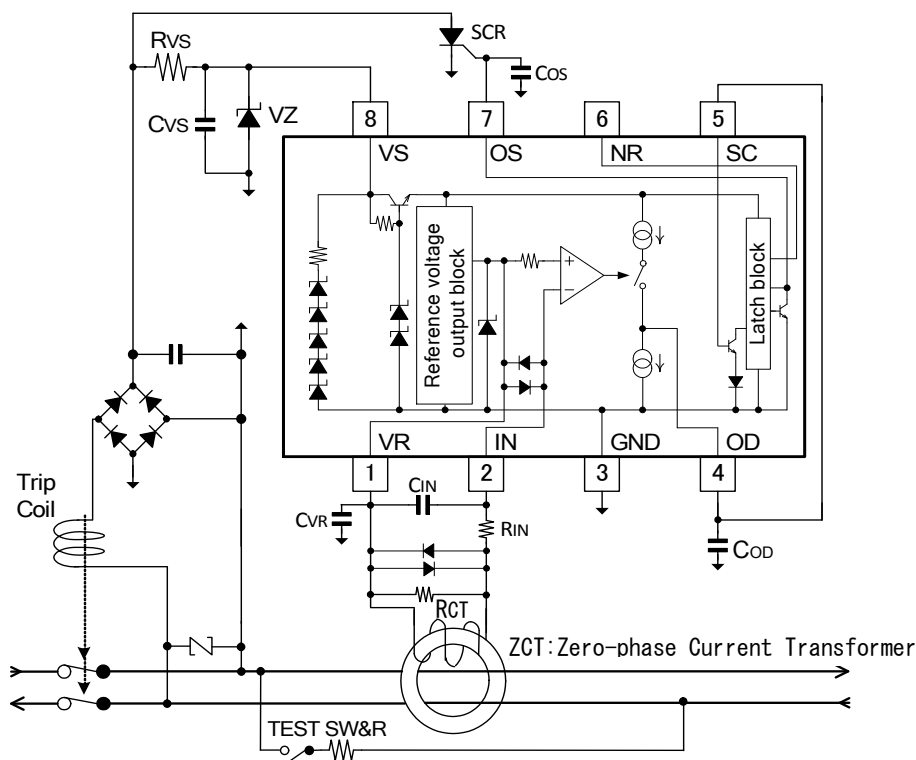 SCR
RVS
COS
CVS
VZ
8
7
6
5
VS
OS
NR
SC
Reference voltage
output block
+
−
Latch block
VR
IN
GND
OD
1
2
3
4
Trip
Coil
CIN
CVR
RIN
COD
RCT
ZCT:Zero-phase Current Transformer
TEST SW&R